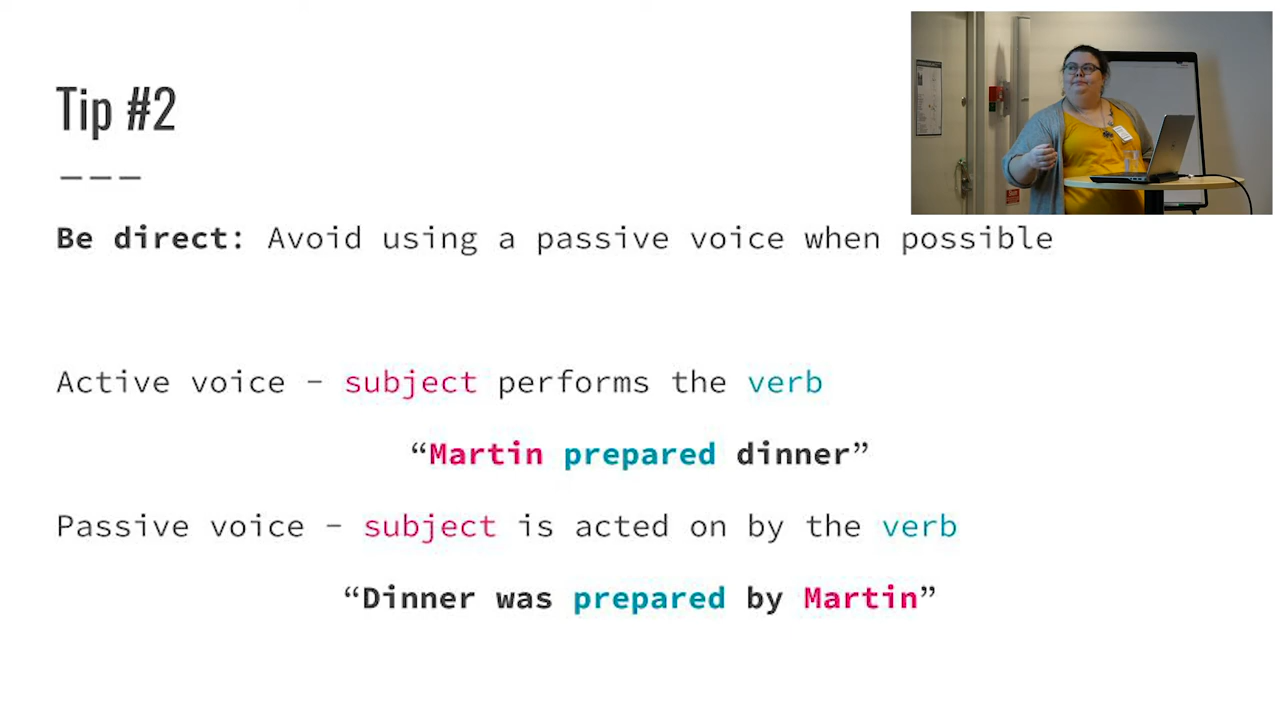 Tip #2
Be direct: Avoid using a passive voice when possible
Active voice - subject performs the verb
“Martin prepared dinner”
Passive voice - subject is acted on by the verb
“Dinner was prepared by Martin”